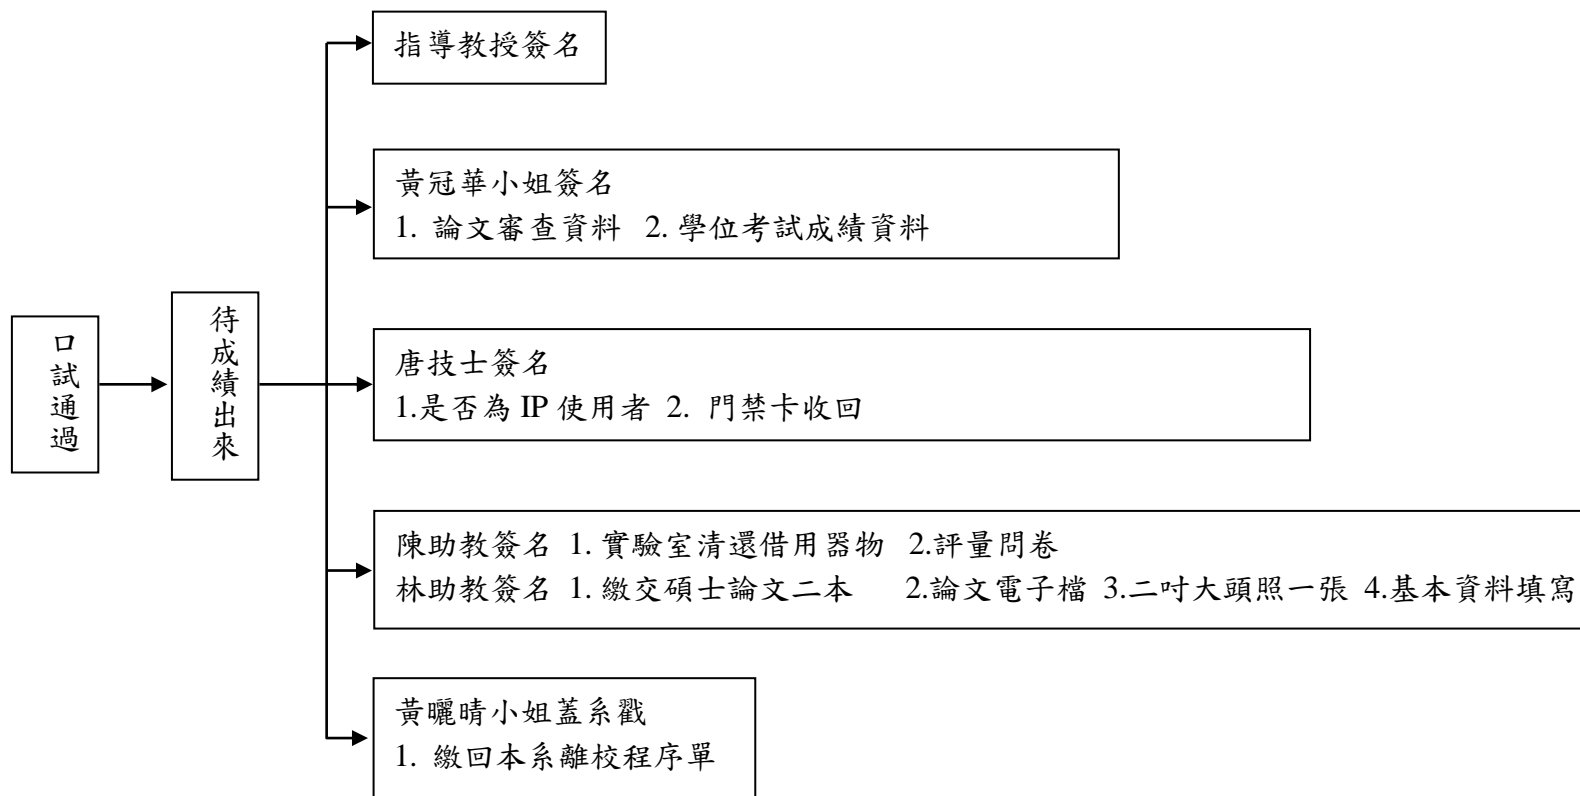 指導教授簽名
黃冠華小姐簽名
1. 論文審查資料 2. 學位考試成績資料
口試通過
待成績出來
唐技士簽名
1.是否為 IP 使用者 2. 門禁卡收回
陳助教簽名 1. 實驗室清還借用器物 2.評量問卷
林助教簽名 1. 繳交碩士論文二本 2.論文電子檔 3.二吋大頭照一張 4.基本資料填寫
黃曬晴小姐蓋系戳
1. 繳回本系離校程序單